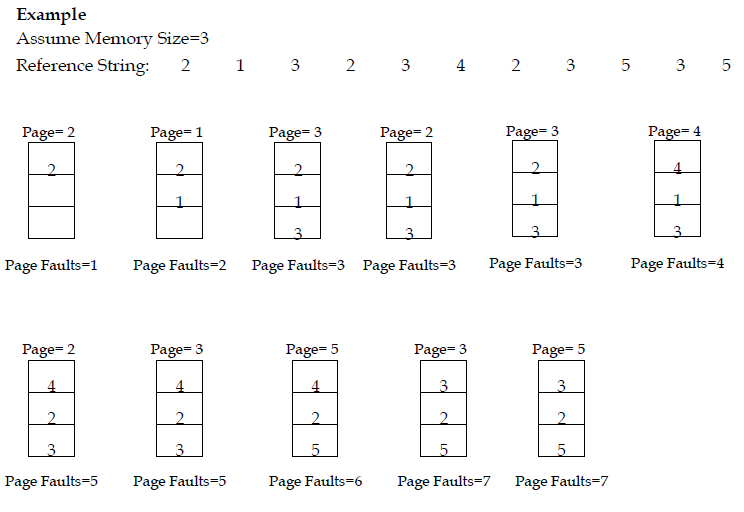 Example
Assume Memory Size=3
Reference String: 2 1 3 2 3 4 2 3 5 3 5
Page= 2 Page= 1 Page= 3 Page= 2 Page= 3 Page= 4
2 2 2 2 2 4
1 1 1 1 1
3 3 3 3
Page Faults=1 Page Faults=2 Page Faults=3 Page Faults=3 Page Faults=3 Page Faults=4
Page= 2 Page= 3 Page= 5 Page= 3 Page= 5
4 4 4 3 3
2 2 2 2 2
3 3 5 5 5
Page Faults=5 Page Faults=5 Page Faults=6 Page Faults=7 Page Faults=7